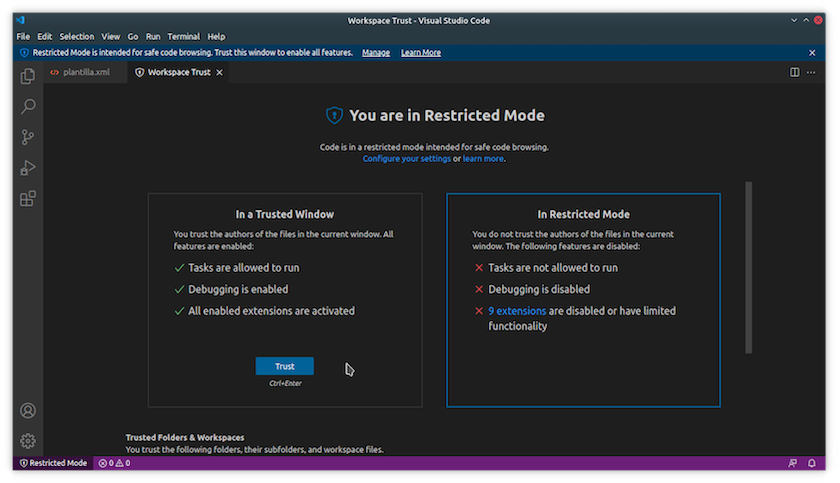 Workspace Trust - Visual Studio Code
File Edit Selection View Go Run Terminal Help
Restricted Mode is intended for safe code browsing. Trust this window to enable all features. Manage Learn More
plantilla.xml Workspace Trust
You are in Restricted Mode
Code is in a restricted mode intended for safe code browsing.
Configure your settings or learn more.
In a Trusted Window
You trust the authors of the files in the current window. All
features are enabled:
Tasks are allowed to run
Debugging is enabled
All enabled extensions are activated
Trust
Ctrl+Enter
In Restricted Mode
You do not trust the authors of the files in the current
window. The following features are disabled:
Tasks are not allowed to run
Debugging is disabled
9 extensions are disabled or have limited
functionality
Trusted Folders & Workspaces
You trust the following folders, their subfolders, and workspace files.
Restricted Mode 0 0